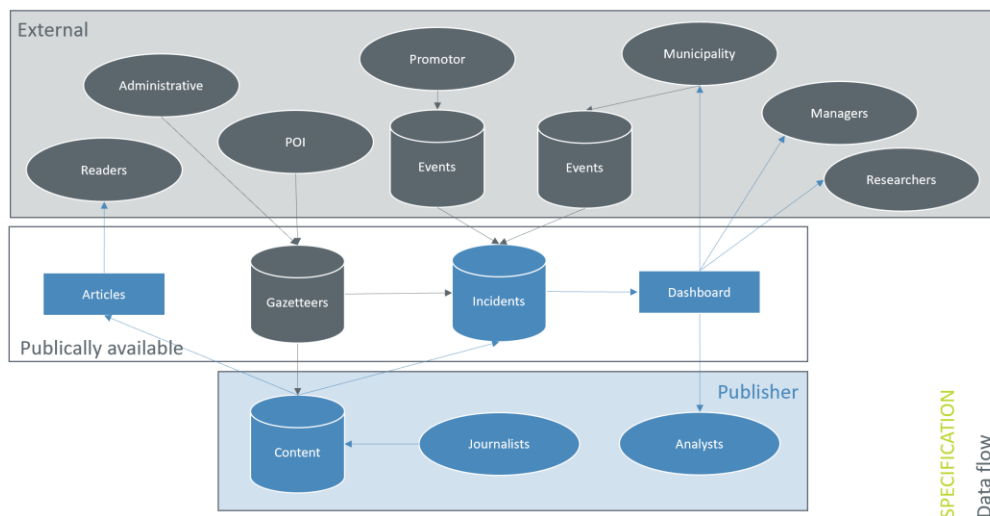 External
Promotor
Municipality
Administrative
Managers
POI
Events
Events
Readers
Researchers
Articles
Gazetteers
Incidents
Dashboard
Publically available
Publisher
Content
Journalists
Analysts
SPECIFICATION
Data flow